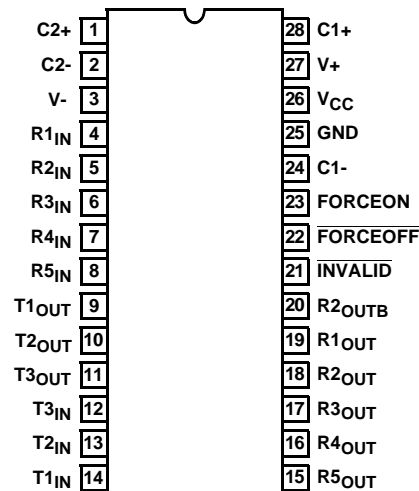 C2+ 1 28 C1+
C2- 2 27 V+
V- 3 26 VCC
R1IN 4 25 GND
R2IN 5 24 C1-
R3IN 6 23 FORCEON
R4IN 7 22 FORCEOFF
R5IN 8 21 INVALID
T1OUT 9 20 R2OUTB
T2OUT 10 19 R1OUT
T3OUT 11 18 R2OUT
T3IN 12 17 R3OUT
T2IN 13 16 R4OUT
T1IN 14 15 R5OUT